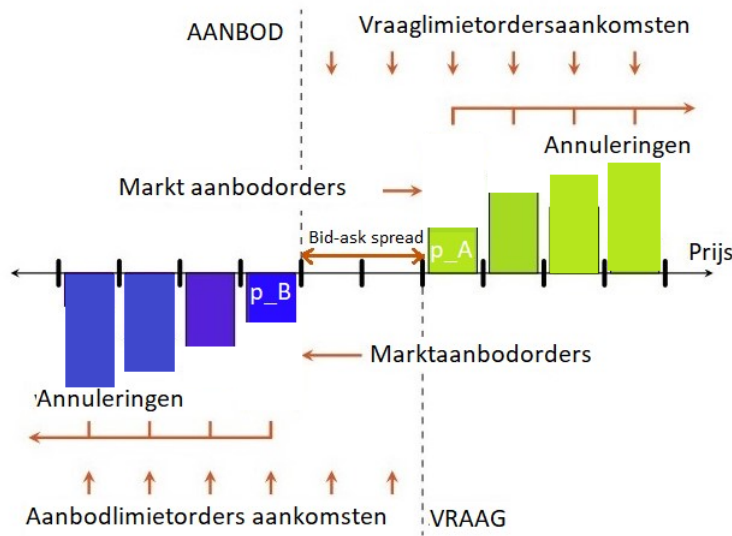 AANBOD
Vraaglimietordersaankomsten
Annuleringen
Markt aanbodorders
Bid-ask spread
p_A
Prijs
p_B
Marktaanbodorders
Annuleringen
Aanbodlimietorders aankomsten
VRAAG